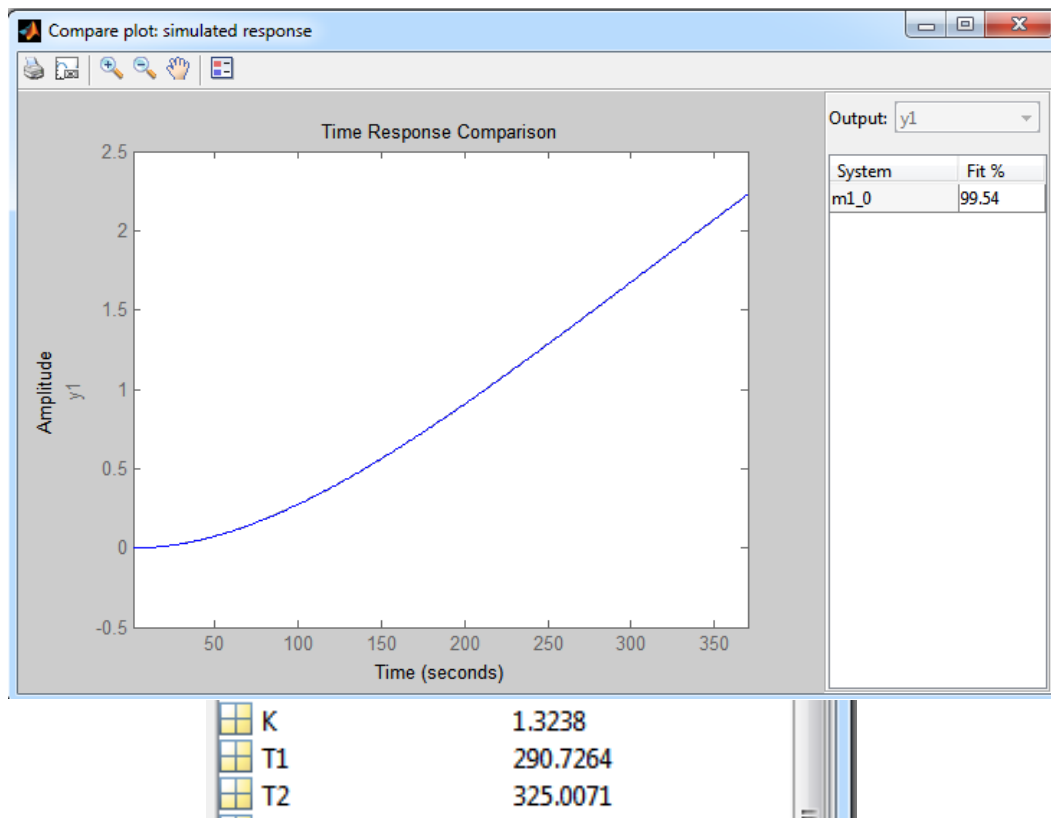 Compare plot: simulated response
Time Response Comparison
Output: y1
System Fit %
m1_0 99.54
2.5
2
1.5
1
0.5
0
-0.5
Amplitude
y1
50 100 150 200 250 300 350
Time (seconds)
K 1.3238
T1 290.7264
T2 325.0071